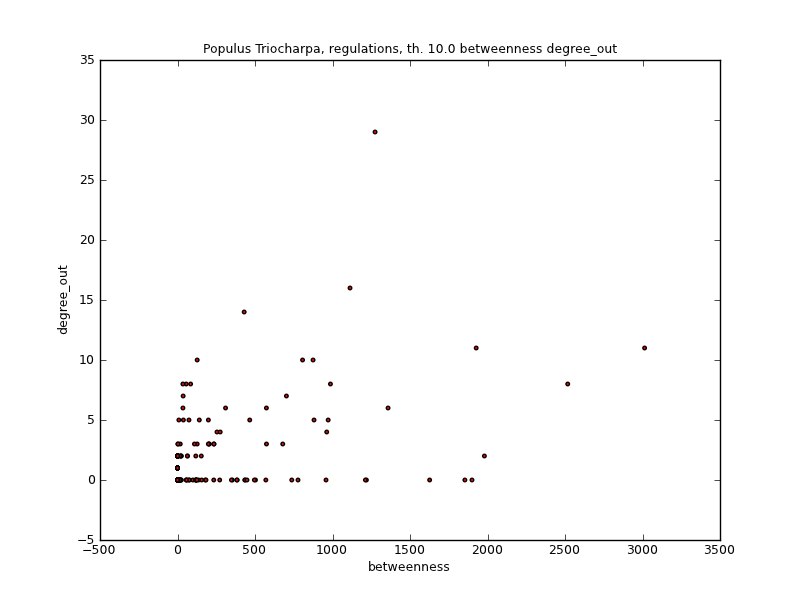 Populus Triocharpa, regulations, th. 10.0 betweenness degree_out
35
30
25
20
15
10
5
0
−5
degree_out
−500 0 500 1000 1500 2000 2500 3000 3500
betweenness